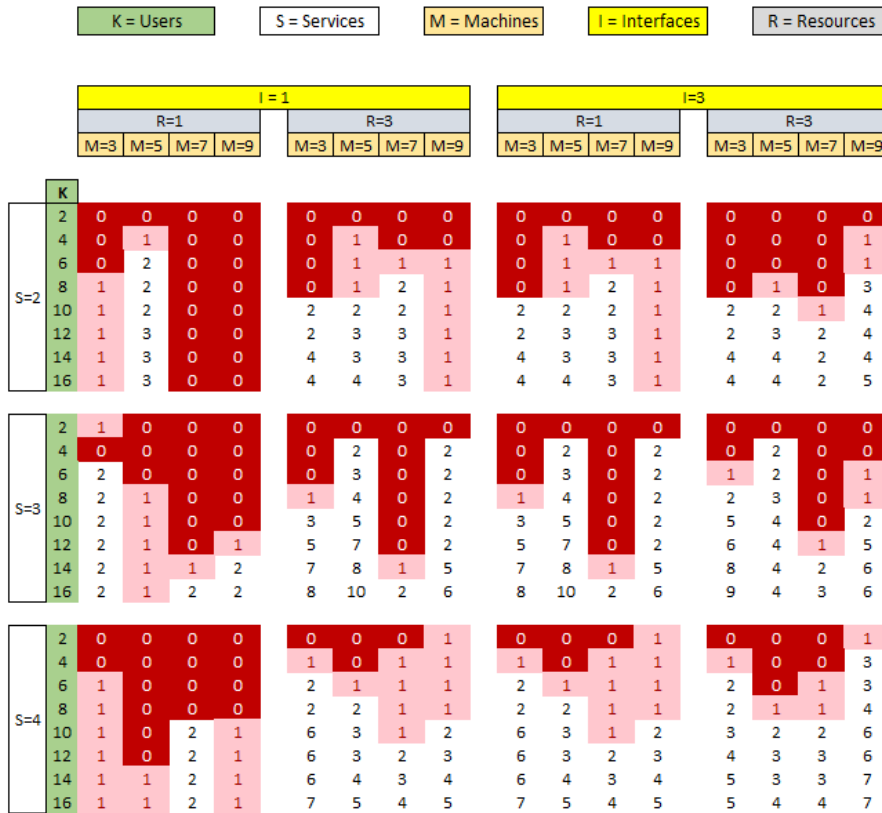 K = Users S = Services M = Machines I = Interfaces R = Resources
I = 1 I=3
R=1 R=3 R=1 R=3
M=3 M=5 M=7 M=9 M=3 M=5 M=7 M=9 M=3 M=5 M=7 M=9 M=3 M=5 M=7 M=9
K
2 0 0 0 0 0 0 0 0 0 0 0 0 0 0 0 0
4 0 1 0 0 0 1 0 0 0 1 0 0 0 0 0 1
6 0 2 0 0 0 1 1 1 0 1 1 1 0 0 0 1
8 1 2 0 0 0 1 2 1 0 1 2 1 0 1 0 3
S=2
10 1 2 0 0 2 2 2 1 2 2 2 1 2 2 1 4
12 1 3 0 0 2 3 3 1 2 3 3 1 2 3 2 4
14 1 3 0 0 4 3 3 1 4 3 3 1 4 4 2 4
16 1 3 0 0 4 4 3 1 4 4 3 1 4 4 2 5
2 1 0 0 0 0 0 0 0 0 0 0 0 0 0 0 0
4 0 0 0 0 0 2 0 2 0 2 0 2 0 2 0 0
6 2 0 0 0 0 3 0 2 0 3 0 2 1 2 0 1
8 2 1 0 0 1 4 0 2 1 4 0 2 2 3 0 1
S=3
10 2 1 0 0 3 5 0 2 3 5 0 2 5 4 0 2
12 2 1 0 1 5 7 0 2 5 7 0 2 6 4 1 5
14 2 1 1 2 7 8 1 5 7 8 1 5 8 4 2 6
16 2 1 2 2 8 10 2 6 8 10 2 6 9 4 3 6
2 0 0 0 0 0 0 0 1 0 0 0 1 0 0 0 1
4 0 0 0 0 1 0 1 1 1 0 1 1 1 0 0 3
6 1 0 0 0 2 1 1 1 2 1 1 1 2 0 1 3
8 1 0 0 0 2 2 1 1 2 2 1 1 2 1 1 4
S=4
10 1 0 2 1 6 3 1 2 6 3 1 2 3 2 2 6
12 1 0 2 1 6 3 2 3 6 3 2 3 4 3 3 6
14 1 1 2 1 6 4 3 4 6 4 3 4 5 3 3 7
16 1 1 2 1 7 5 4 5 7 5 4 5 5 4 4 7